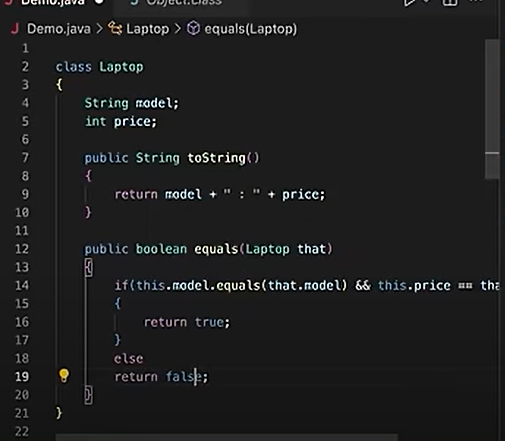 Demo.java Object.class
Demo.java > Laptop > equals(Laptop)
1
2 class Laptop
3 {
4 String model;
5 int price;
6
7 public String toString()
8 {
9 return model + " : " + price;
10 }
11
12 public boolean equals(Laptop that)
13 {
14 if(this.model.equals(that.model) && this.price == tha
15 {
16 return true;
17 }
18 else
19 return false;
20 }
21 }
22